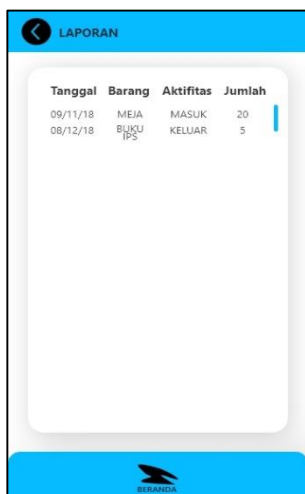 LAPORAN
Tanggal Barang Aktifitas Jumlah
09/11/18 MEJA MASUK 20
08/12/18 BUKU IPS KELUAR 5
BERANDA